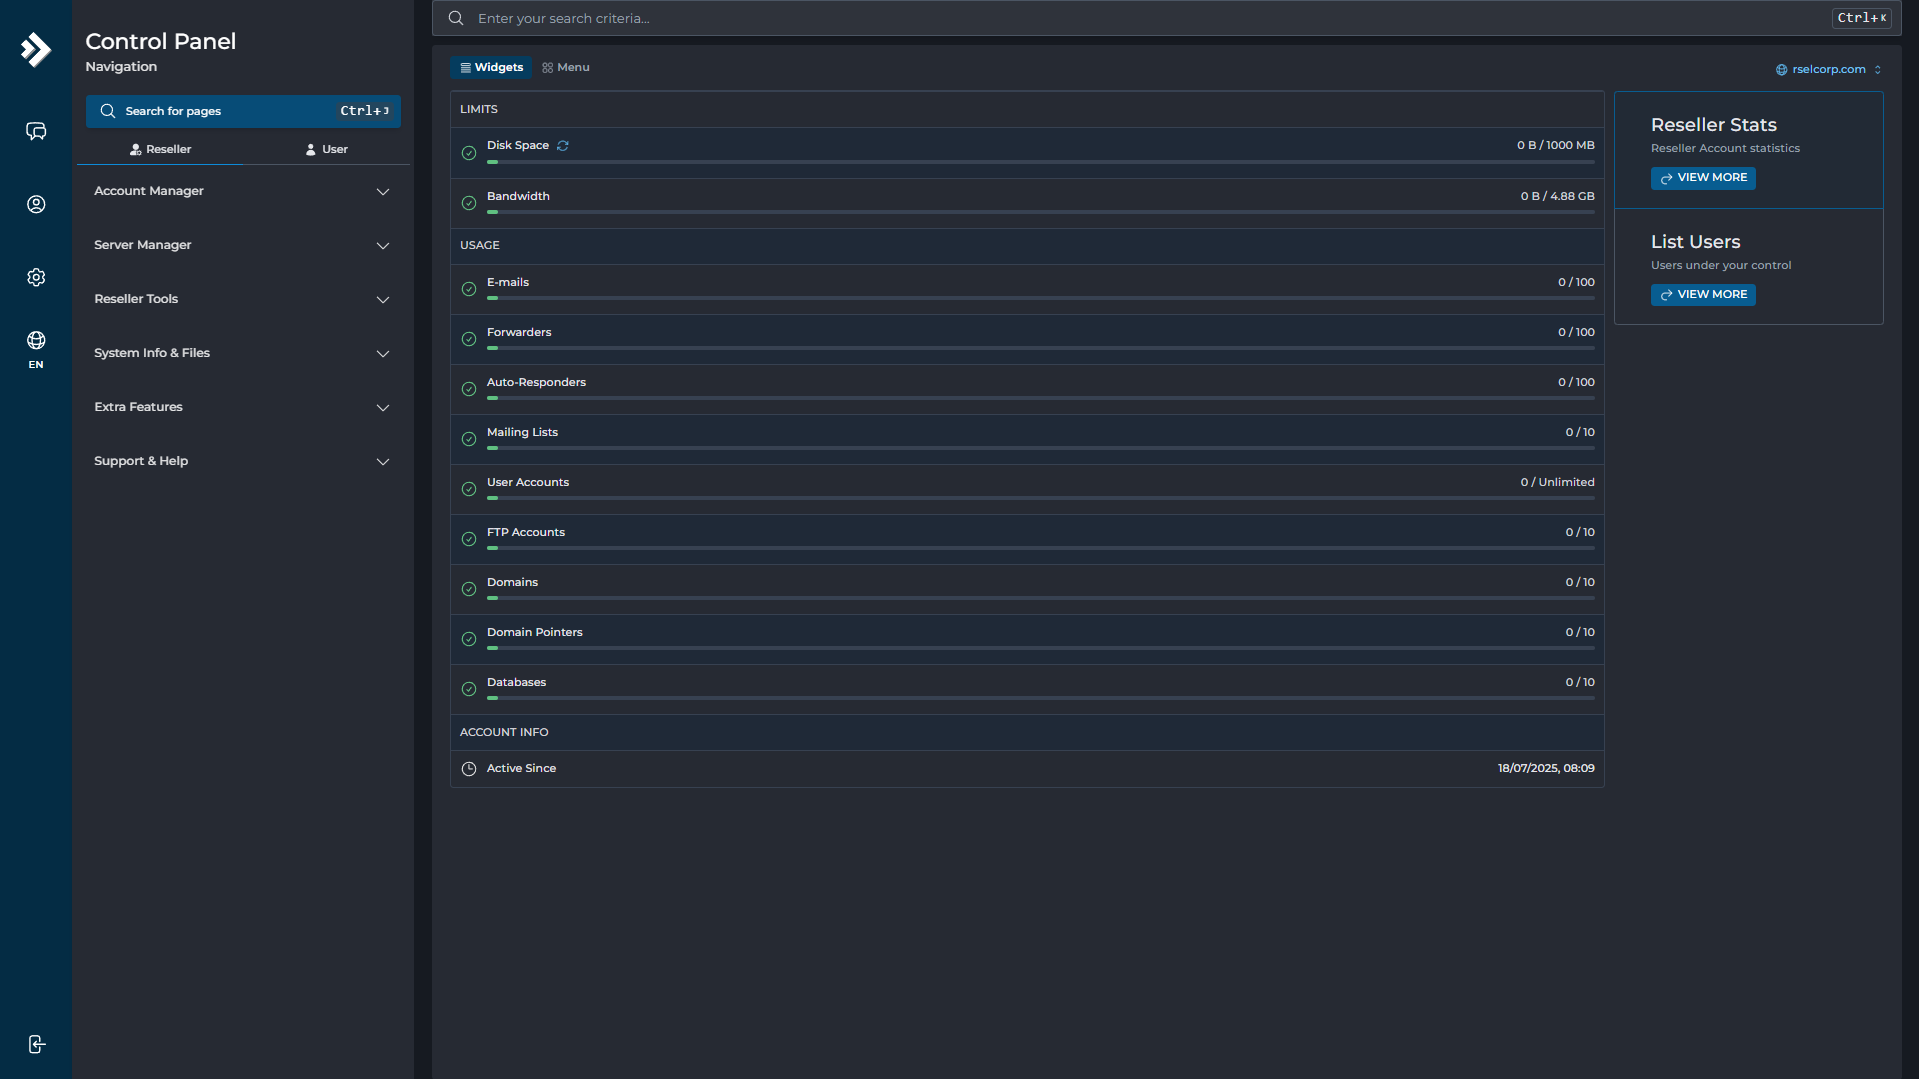 Control Panel
Navigation
Search for pages Ctrl+J
Reseller
User
Account Manager
Server Manager
Reseller Tools
System Info & Files
Extra Features
Support & Help
EN
Enter your search criteria... Ctrl+K
Widgets
Menu
rselcorp.com
LIMITS
Disk Space 0 B / 1000 MB
Bandwidth 0 B / 4.88 GB
USAGE
E-mails 0 / 100
Forwarders 0 / 100
Auto-Responders 0 / 100
Mailing Lists 0 / 10
User Accounts 0 / Unlimited
FTP Accounts 0 / 10
Domains 0 / 10
Domain Pointers 0 / 10
Databases 0 / 10
ACCOUNT INFO
Active Since 18/07/2025, 08:09
Reseller Stats
Reseller Account statistics
VIEW MORE
List Users
Users under your control
VIEW MORE